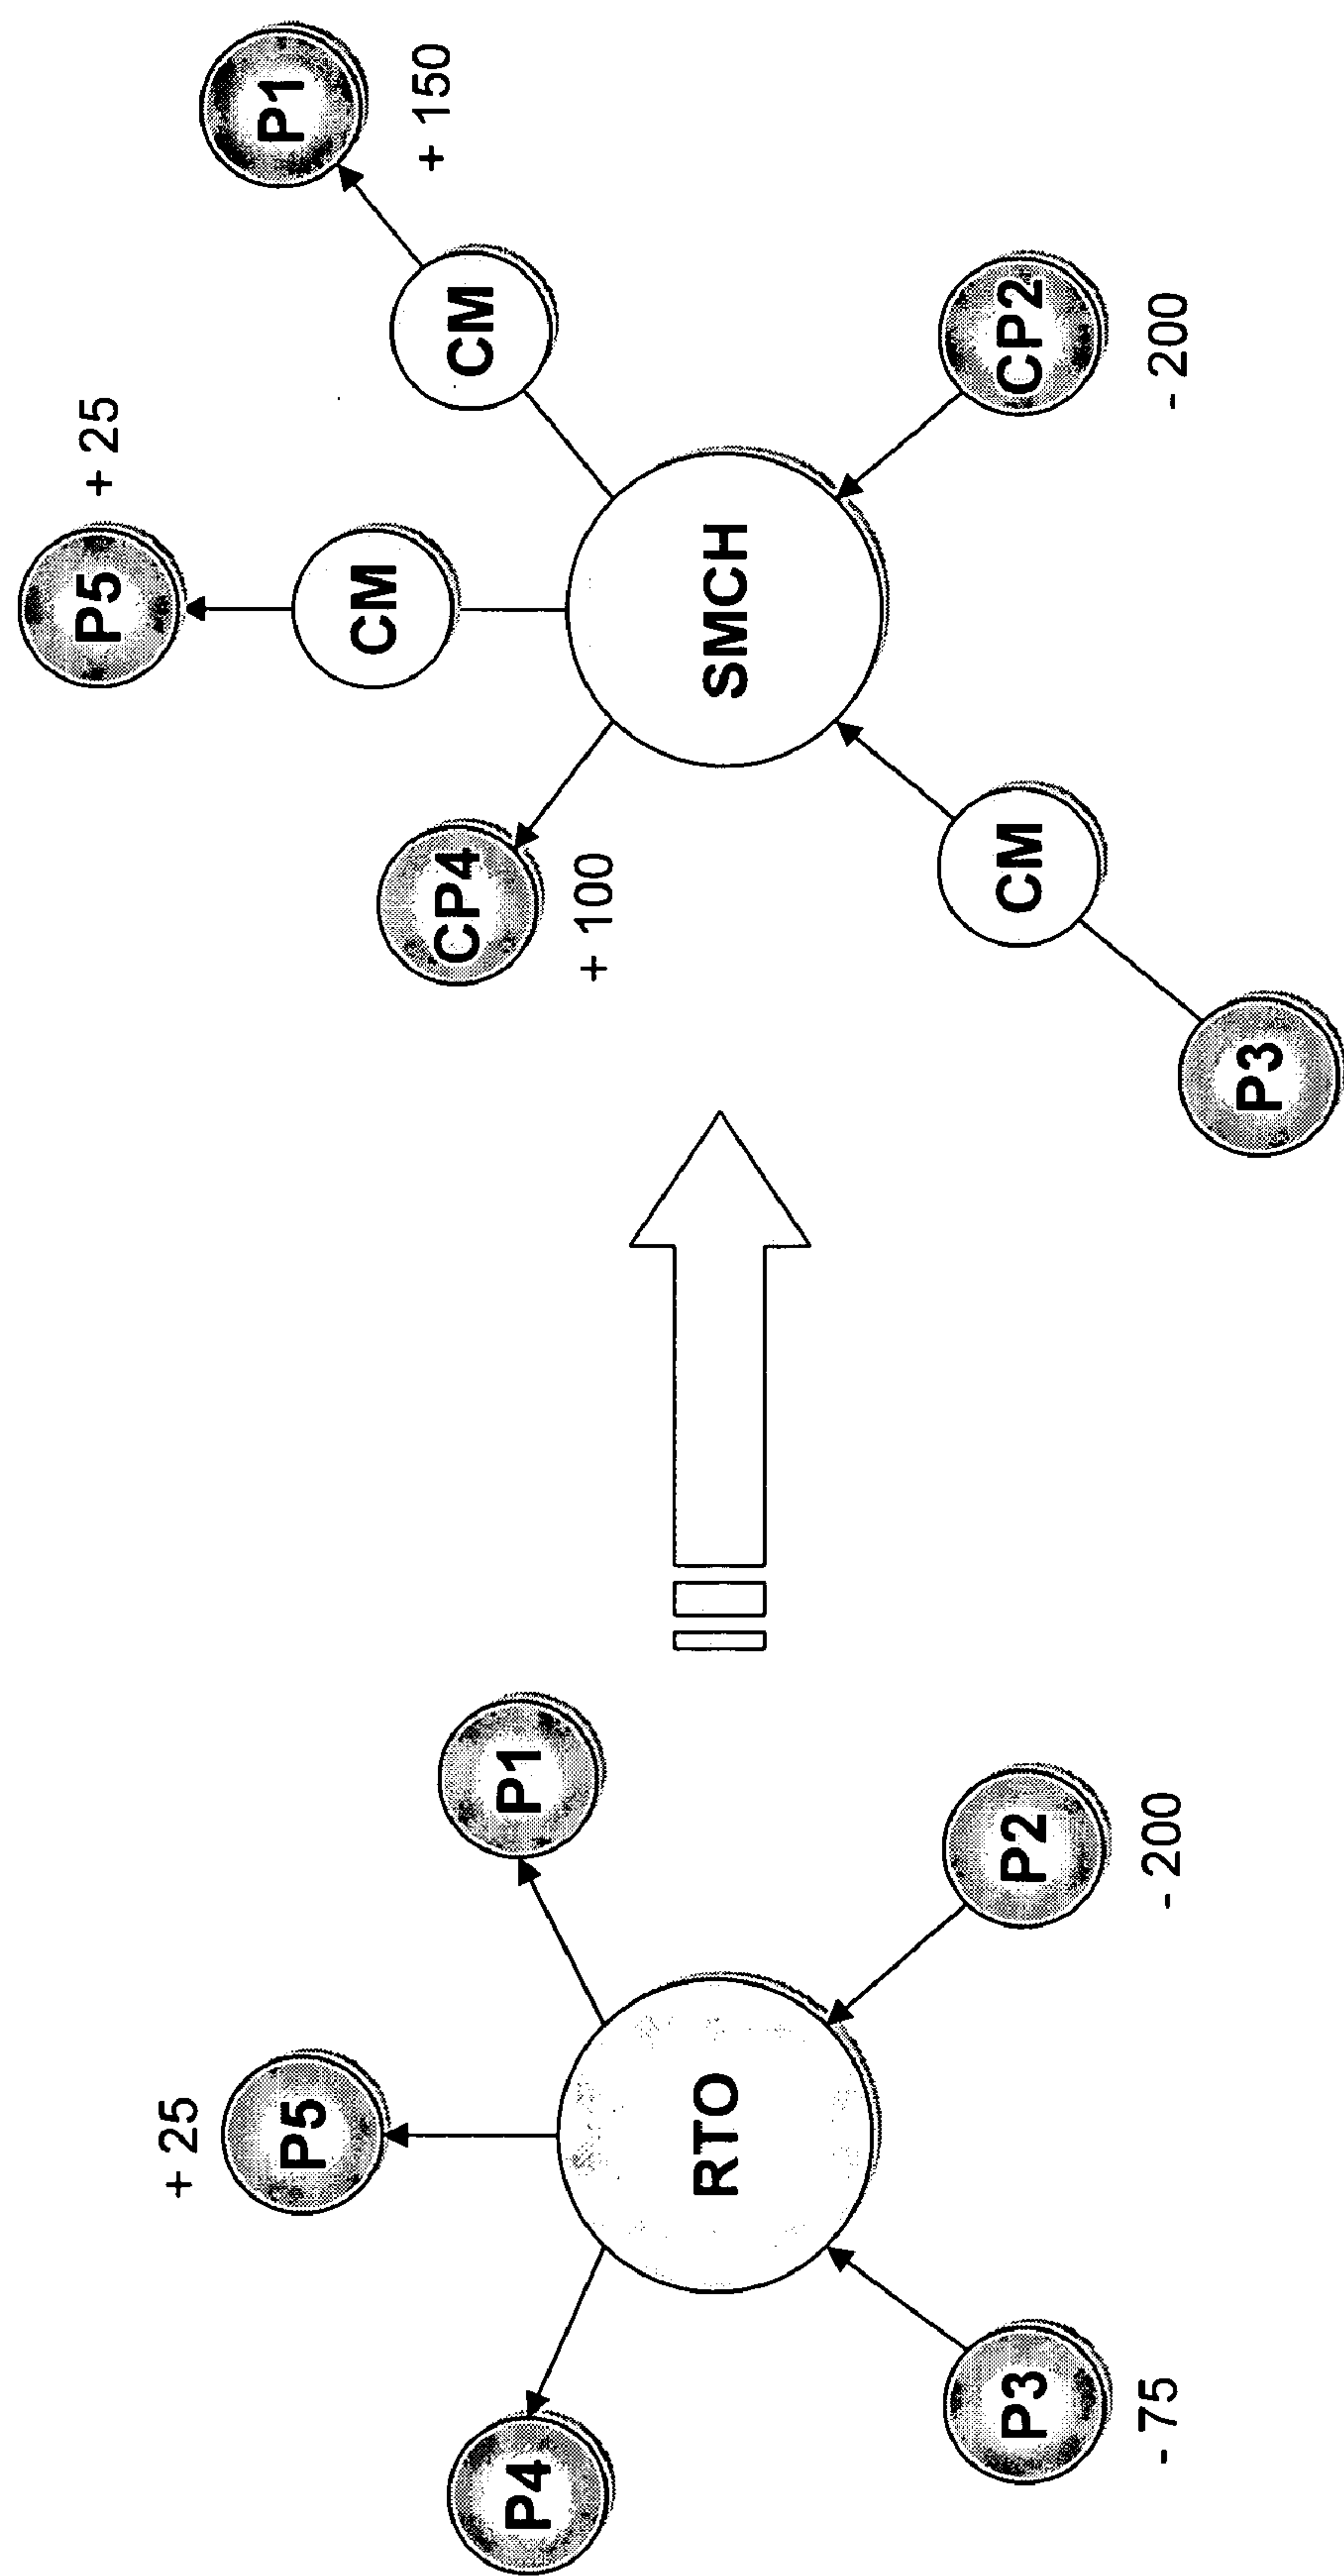 + 25
P5
P4
P1
RTO
P3
P2
- 75
- 200
P5
+ 25
P1
+ 150
CM
CM
CP4
+ 100
SMCH
CM
CP2
- 200
P3